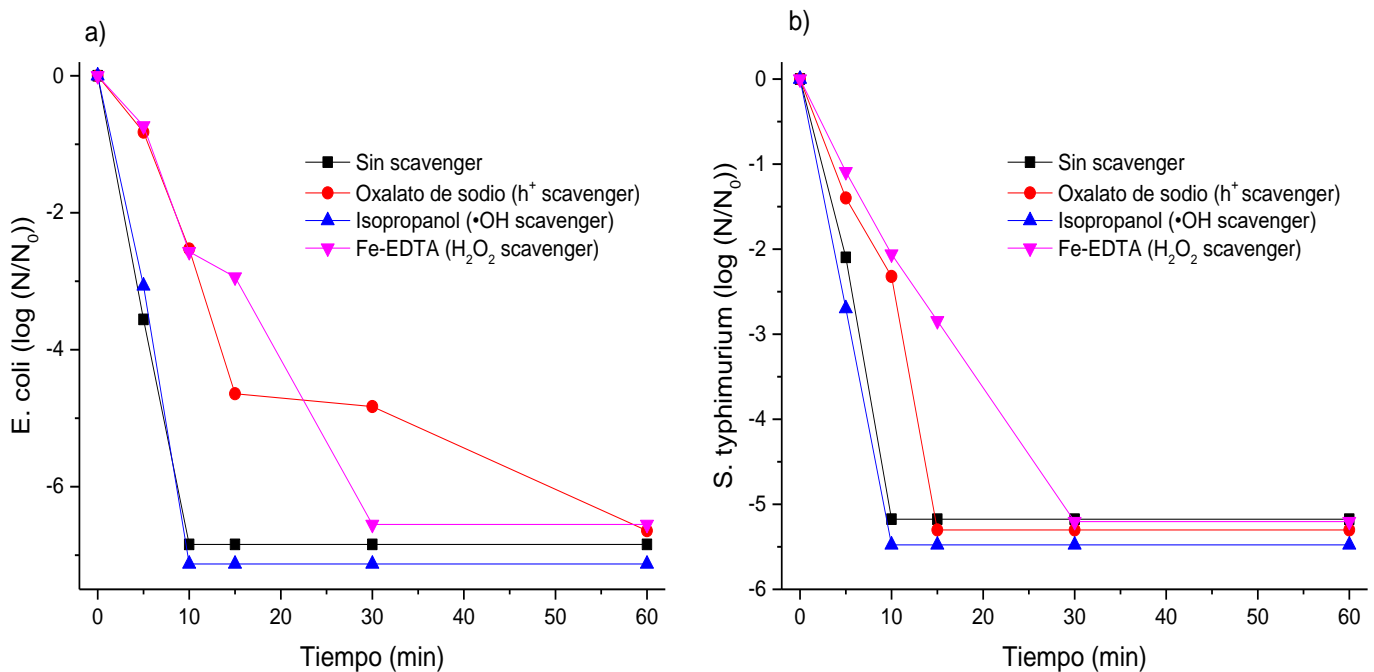 a)
E. coli (log (N/N₀))
0
-2
-4
-6
Sin scavenger
Oxalato de sodio (h⁺ scavenger)
Isopropanol (•OH scavenger)
Fe-EDTA (H₂O₂ scavenger)
0 10 20 30 40 50 60
Tiempo (min)
b)
S. typhimurium (log (N/N₀))
0
-1
-2
-3
-4
-5
-6
Sin scavenger
Oxalato de sodio (h⁺ scavenger)
Isopropanol (•OH scavenger)
Fe-EDTA (H₂O₂ scavenger)
0 10 20 30 40 50 60
Tiempo (min)